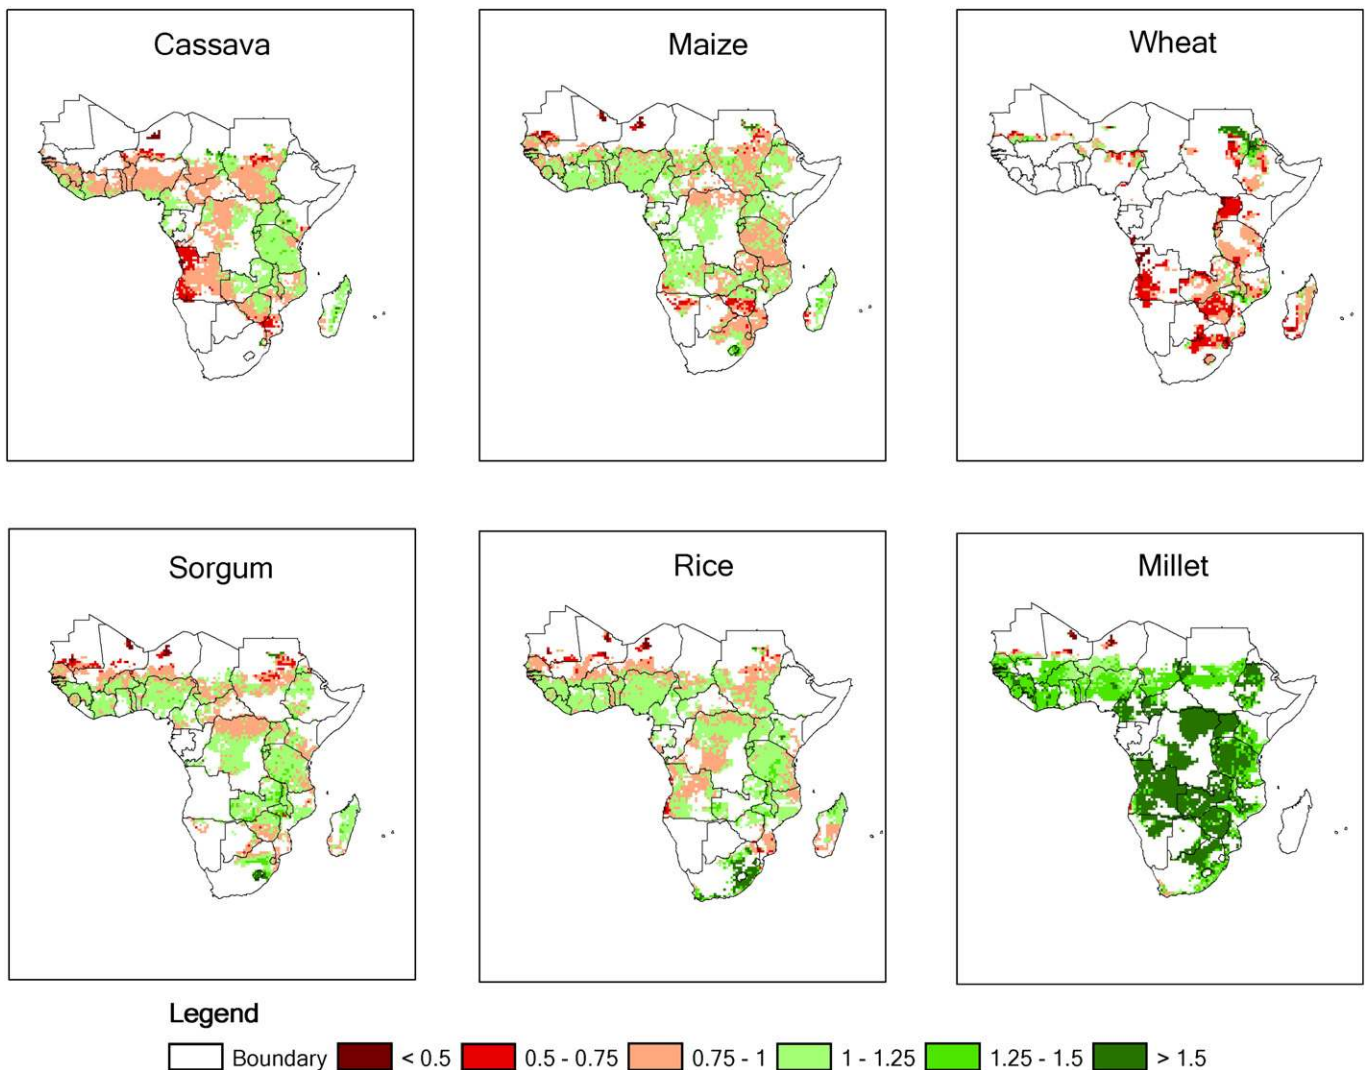 Cassava
Maize
Wheat
Sorgum
Rice
Millet
Legend
Boundary < 0.5 0.5 - 0.75 0.75 - 1 1 - 1.25 1.25 - 1.5 > 1.5